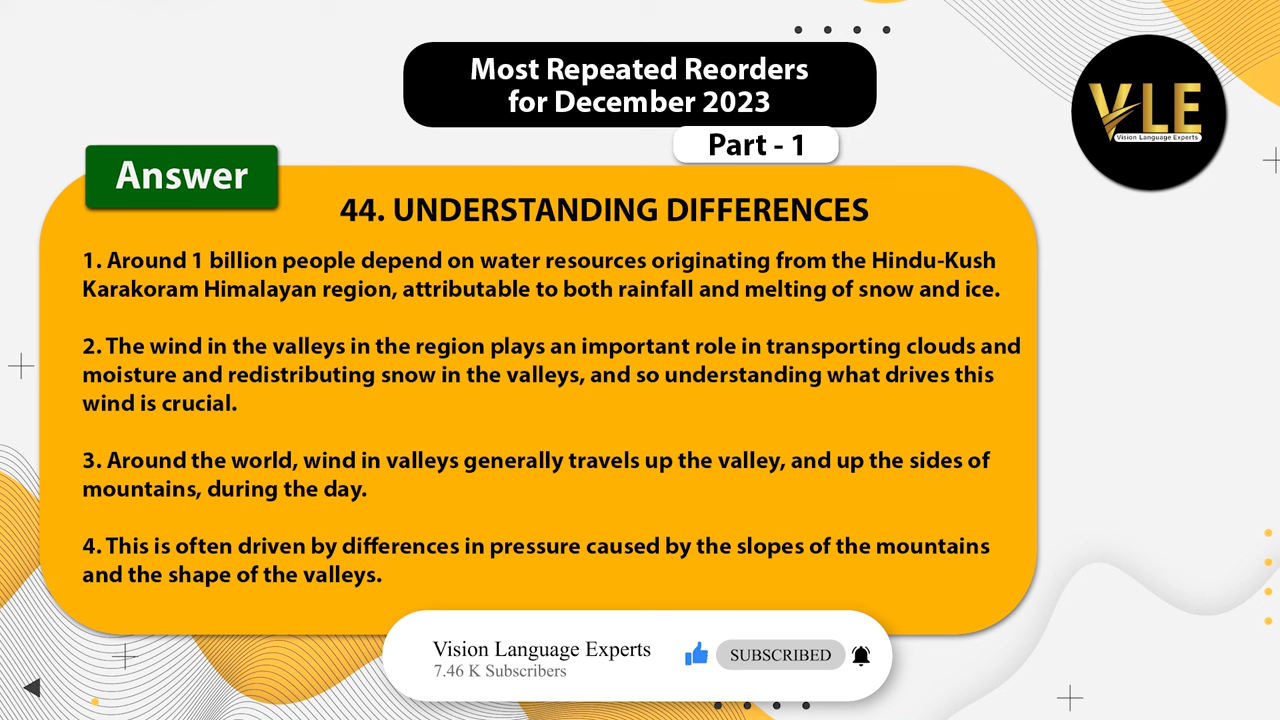 Most Repeated Reorders
for December 2023
Part - 1
VLE
Vision Language Experts
Answer
44. UNDERSTANDING DIFFERENCES
1. Around 1 billion people depend on water resources originating from the Hindu-Kush
Karakoram Himalayan region, attributable to both rainfall and melting of snow and ice.
2. The wind in the valleys in the region plays an important role in transporting clouds and
moisture and redistributing snow in the valleys, and so understanding what drives this
wind is crucial.
3. Around the world, wind in valleys generally travels up the valley, and up the sides of
mountains, during the day.
4. This is often driven by differences in pressure caused by the slopes of the mountains
and the shape of the valleys.
Vision Language Experts
7.46 K Subscribers
SUBSCRIBED